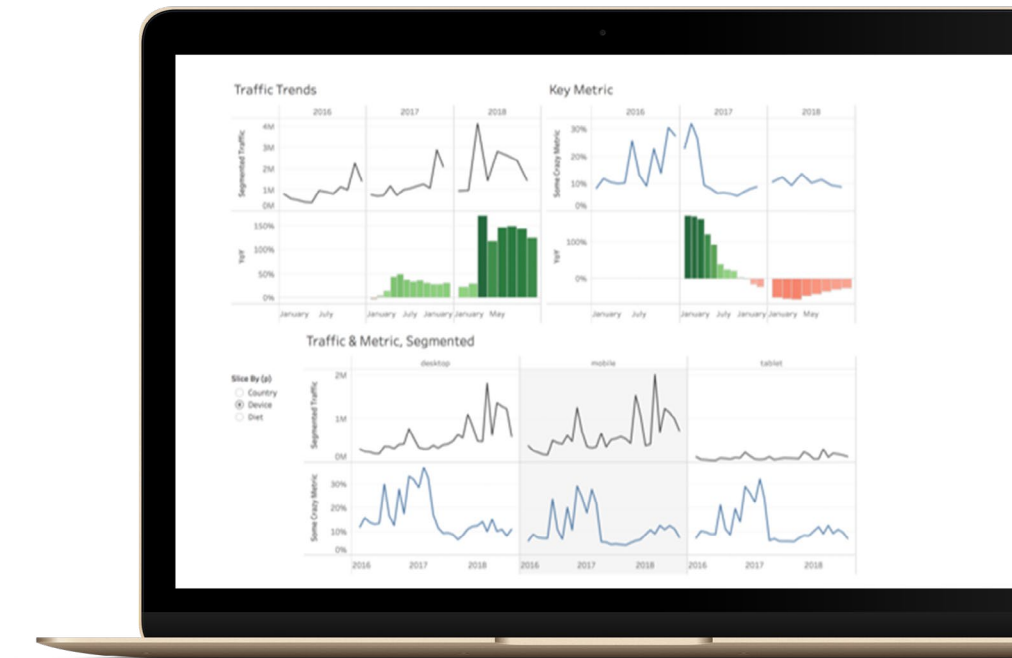 Traffic Trends
Key Metric
2016 2017 2018
2016 2017 2018
Segmented Traffic
4M
3M
2M
1M
0M
Some Crazy Metric
30%
20%
10%
0%
YoY
150%
100%
50%
0%
YoY
100%
0%
January July January July January January May
January July January July January January May
Traffic & Metric, Segmented
Slice By (p)
Country
Device
Diet
desktop mobile tablet
Segmented Traffic
2M
1M
0M
Some Crazy Metric
30%
20%
10%
0%
2016 2017 2018 2016 2017 2018 2016 2017 2018